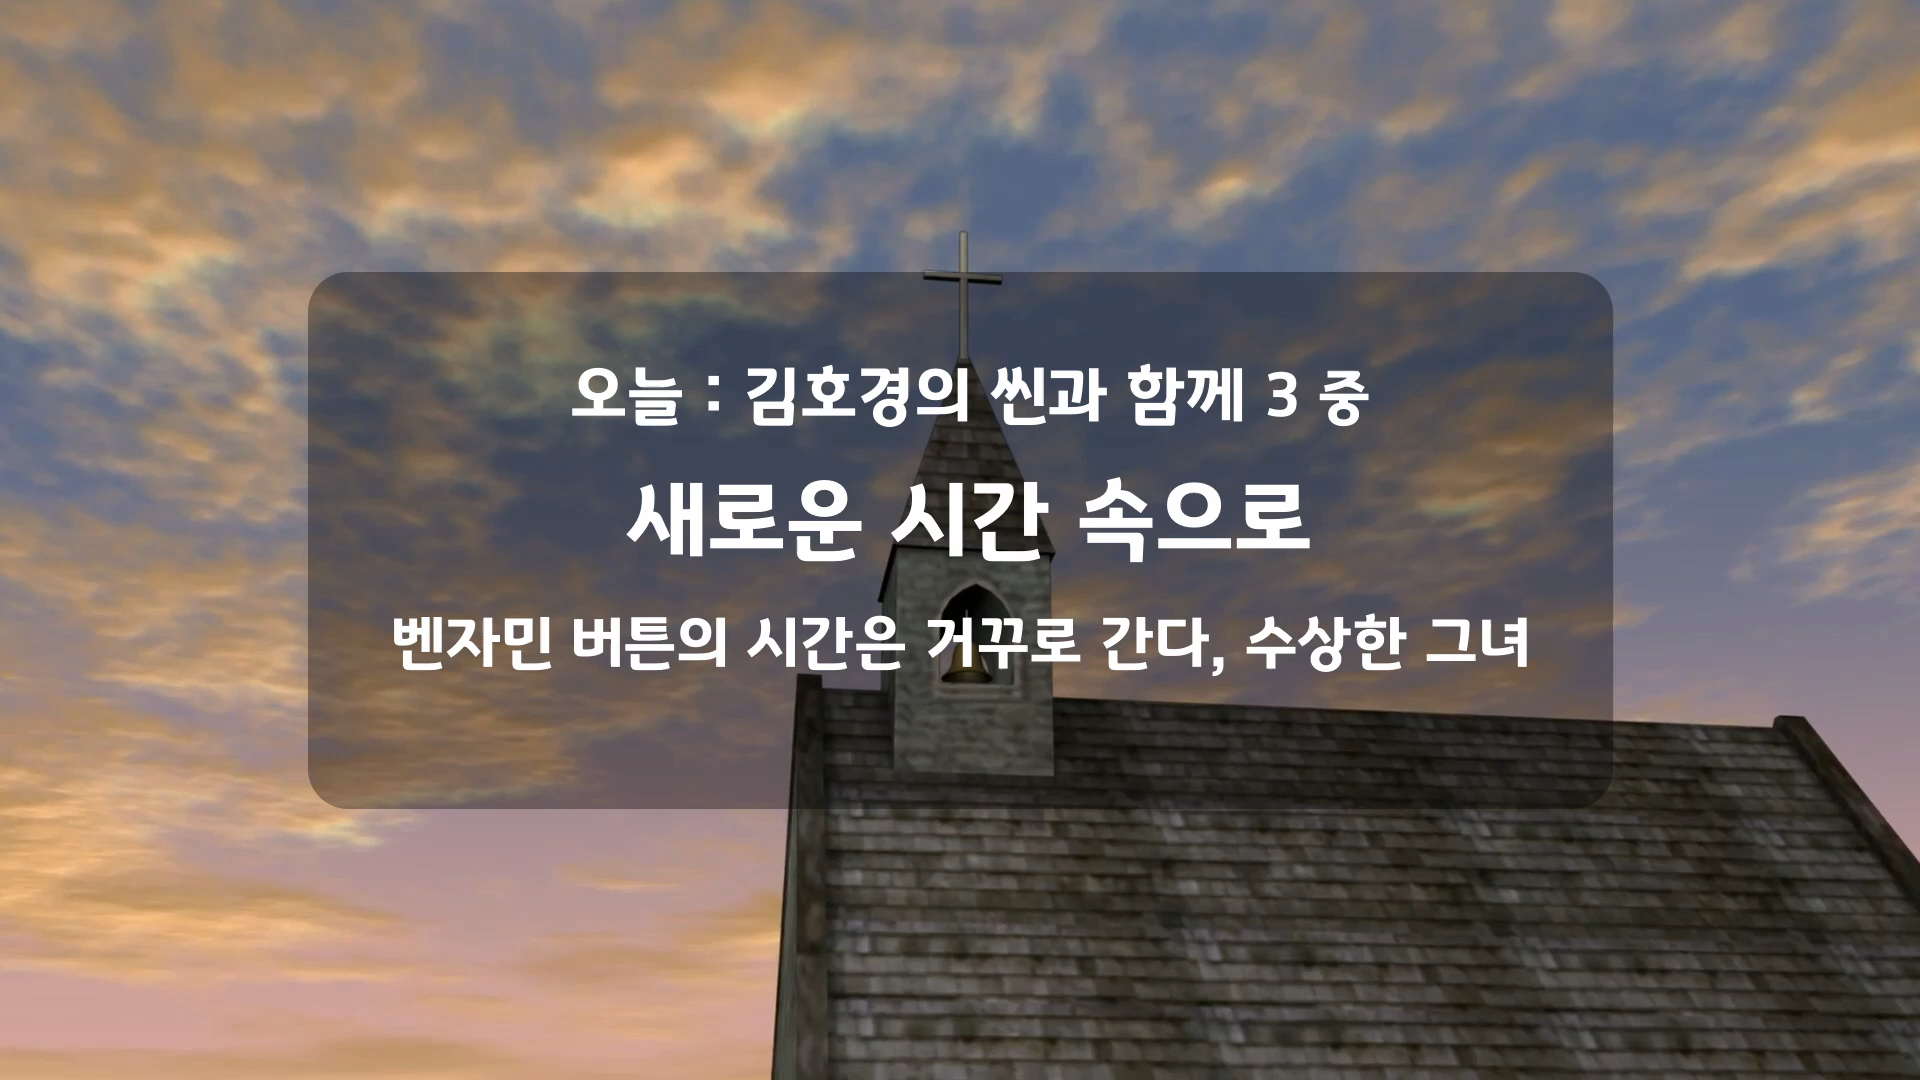 오늘 : 김호경의 씬과 함께 3 중
새로운 시간 속으로
벤자민 버튼의 시간은 거꾸로 간다, 수상한 그녀